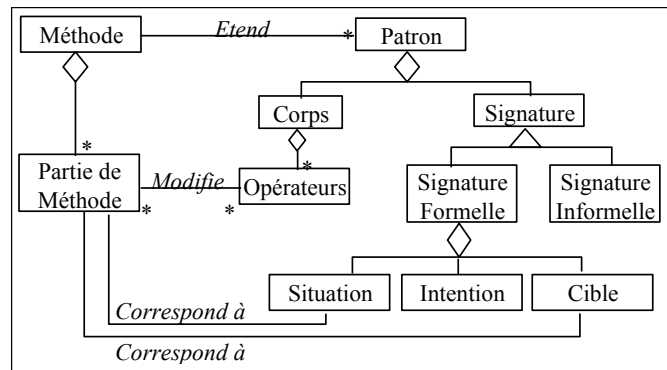 Méthode
Etend
*
Patron
Corps
Signature
*
*
Partie de
Méthode
Modifie
Opérateurs
*
*
Signature
Formelle
Signature
Informelle
Situation
Intention
Cible
Correspond à
Correspond à